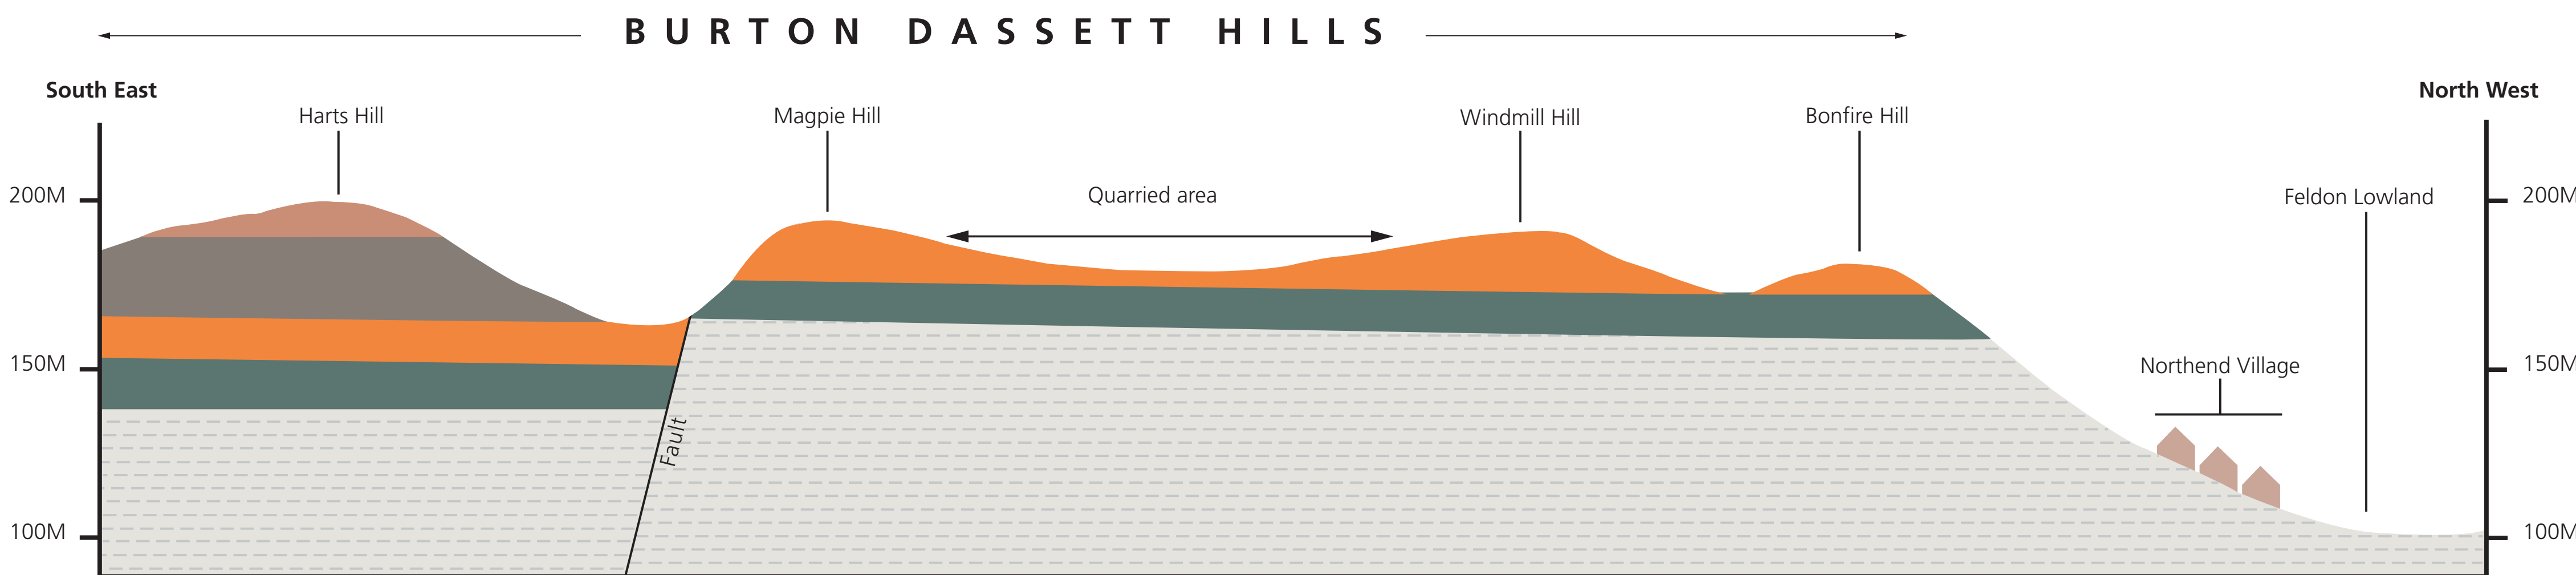 BURTON DASSETT HILLS
South East
North West
Harts Hill
Magpie Hill
Windmill Hill
Bonfire Hill
200M
Quarried area
Feldon Lowland
200M
150M
Northend Village
150M
Fault
100M
100M